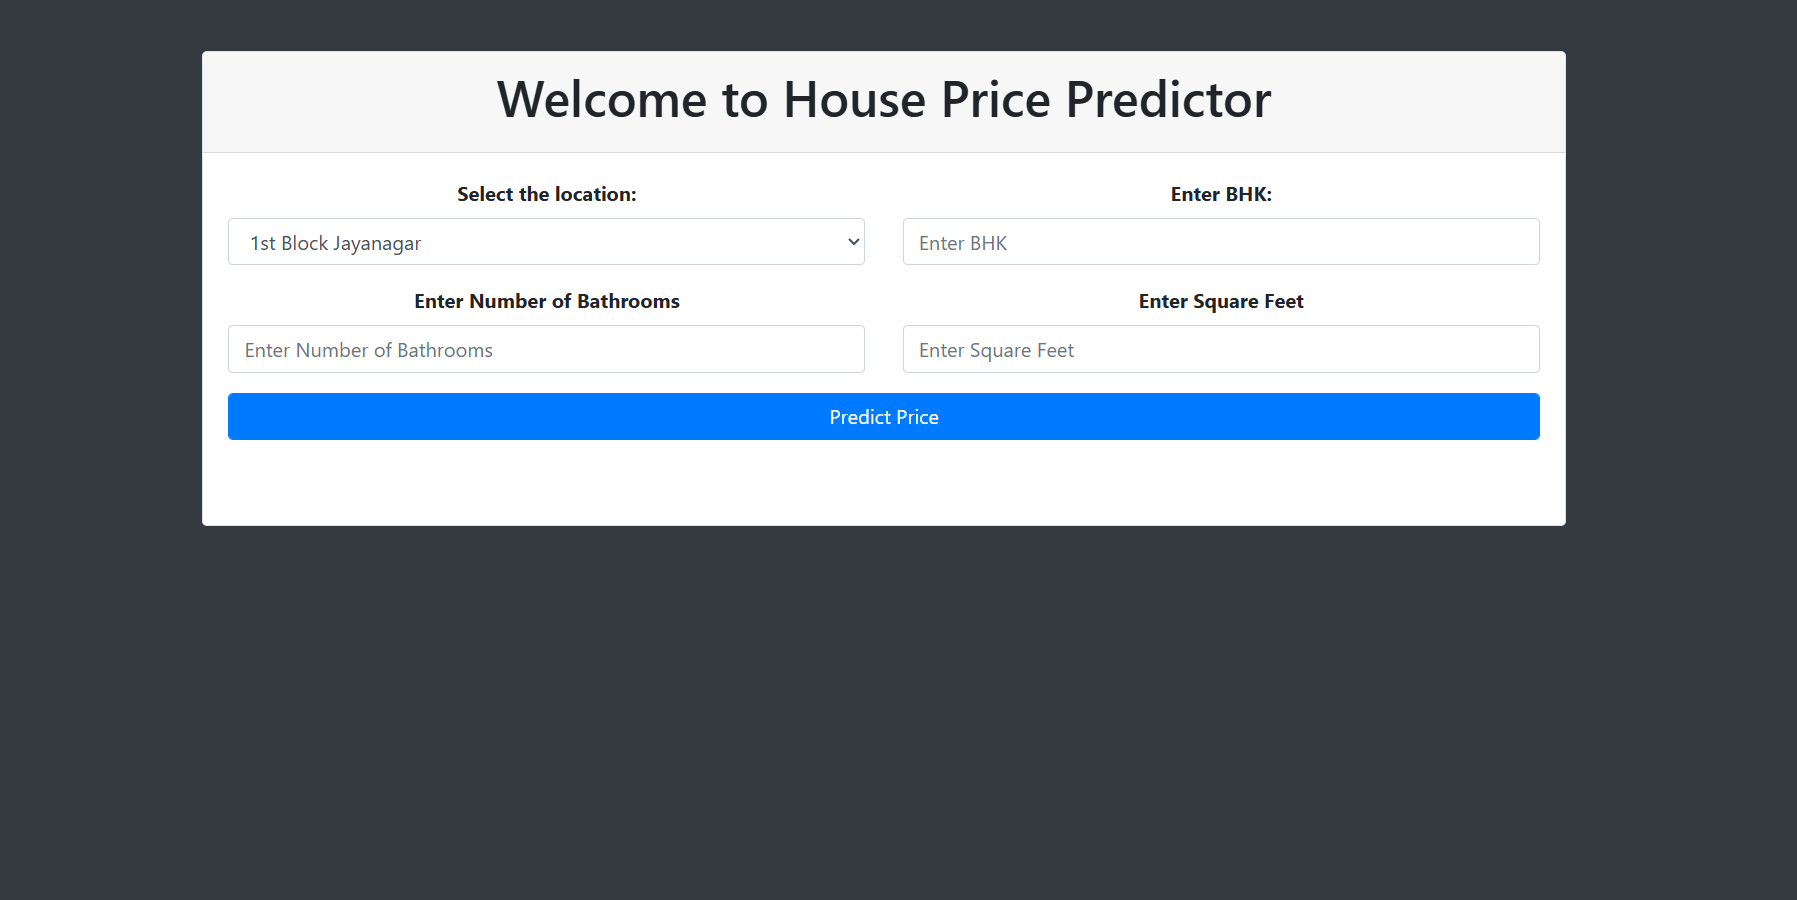 Welcome to House Price Predictor
Select the location:
Enter BHK:
1st Block Jayanagar
Enter BHK
Enter Number of Bathrooms
Enter Square Feet
Enter Number of Bathrooms
Enter Square Feet
Predict Price